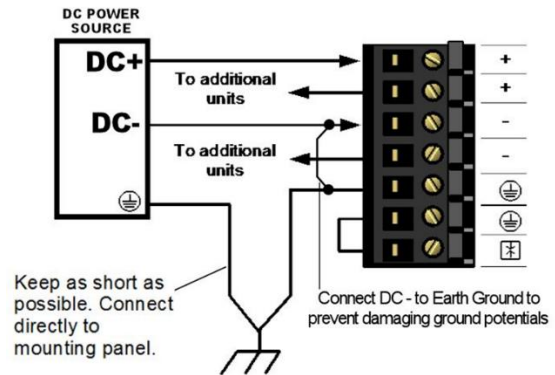 DC POWER
SOURCE
DC+
To additional
units
DC-
To additional
units
+
+
-
-
Keep as short as
possible. Connect
directly to
mounting panel.
Connect DC - to Earth Ground to
prevent damaging ground potentials